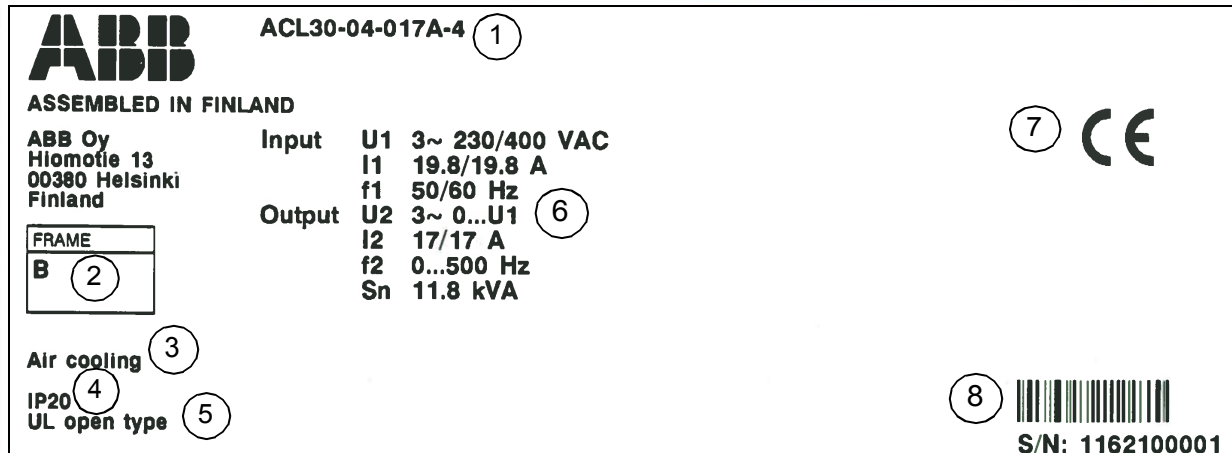 ABB
ACL30-04-017A-4 1
ASSEMBLED IN FINLAND
ABB Oy
Hiomotie 13
00380 Helsinki
Finland
FRAME
B 2
Air cooling 3
IP20 4
UL open type 5
Input U1 3~ 230/400 VAC
I1 19.8/19.8 A
f1 50/60 Hz
Output U2 3~ 0...U1 6
I2 17/17 A
f2 0...500 Hz
Sn 11.8 kVA
7 CE
8
S/N: 1162100001